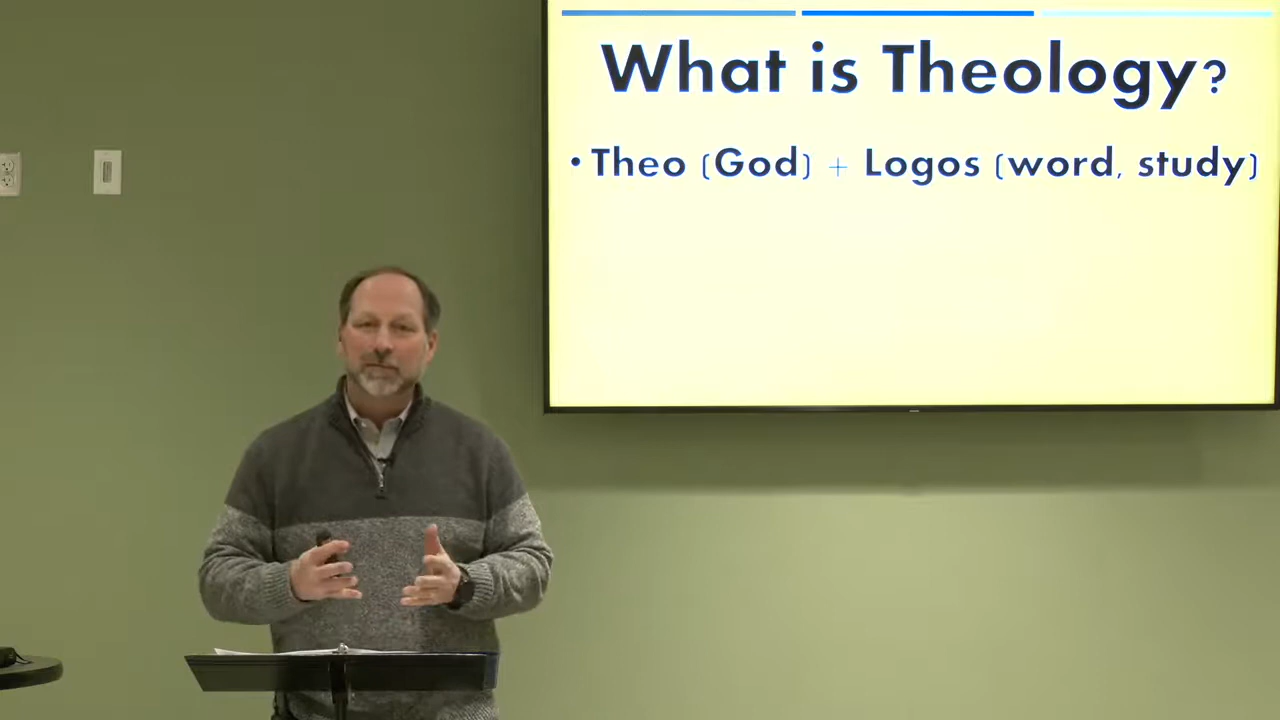 What is Theology?
• Theo (God) + Logos (word, study)